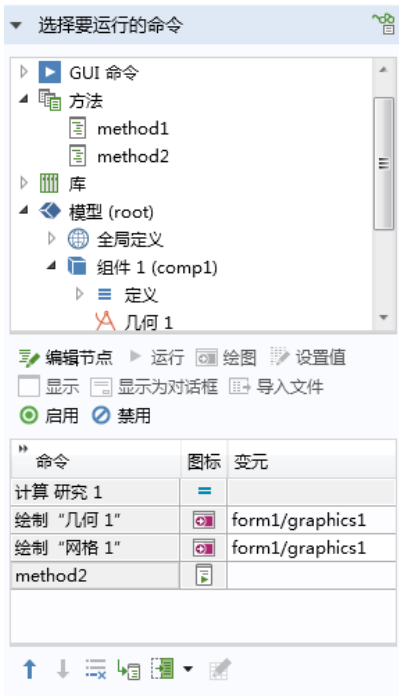 选择要运行的命令
GUI 命令
方法
method1
method2
库
模型 (root)
全局定义
组件 1 (comp1)
定义
几何 1
编辑节点 运行 绘图 设置值
显示 显示为对话框 导入文件
启用 禁用
命令 图标 变元
计算 研究 1
绘制“几何 1” form1/graphics1
绘制“网格 1” form1/graphics1
method2